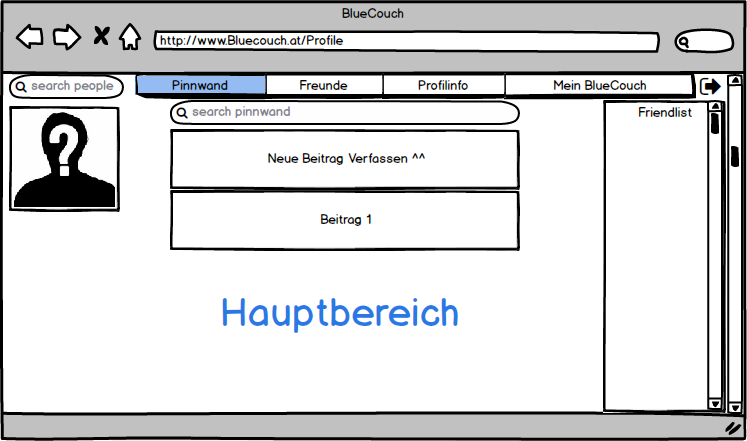 BlueCouch
http://www.Bluecouch.at/Profile
search people
Pinnwand
Freunde
Profilinfo
Mein BlueCouch
search pinnwand
Friendlist
Neue Beitrag Verfassen ^^
Beitrag 1
Hauptbereich